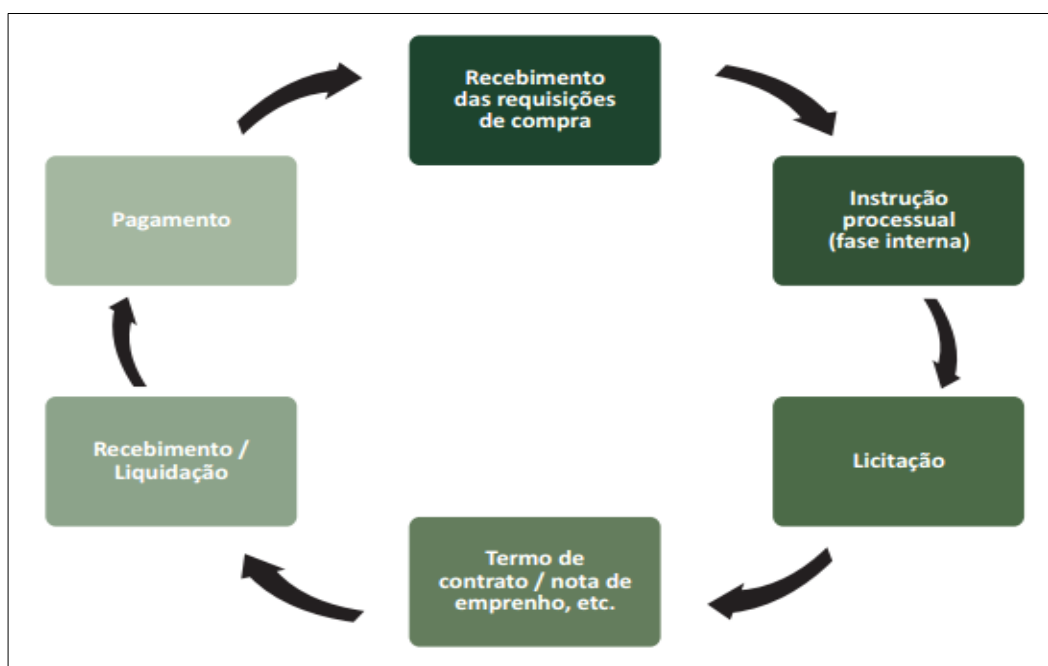 Recebimento
das requisições
de compra
Instrução
processual
(fase interna)
Licitação
Termo de
contrato / nota de
emprenho, etc.
Recebimento /
Liquidação
Pagamento